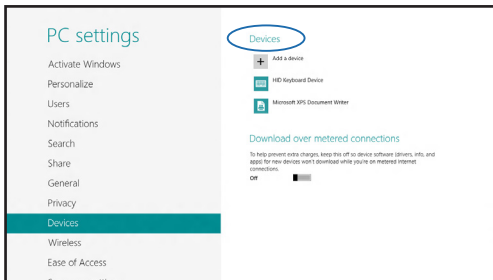 PC settings
Activate Windows
Personalize
Users
Notifications
Search
Share
General
Privacy
Devices
Wireless
Ease of Access
Devices
Add a device
HID Keyboard Device
Microsoft XPS Document Writer
Download over metered connections
To help prevent extra charges, keep this off so device software (drivers, info, and
apps) for new devices won't download while you're on metered Internet
connections.
Off